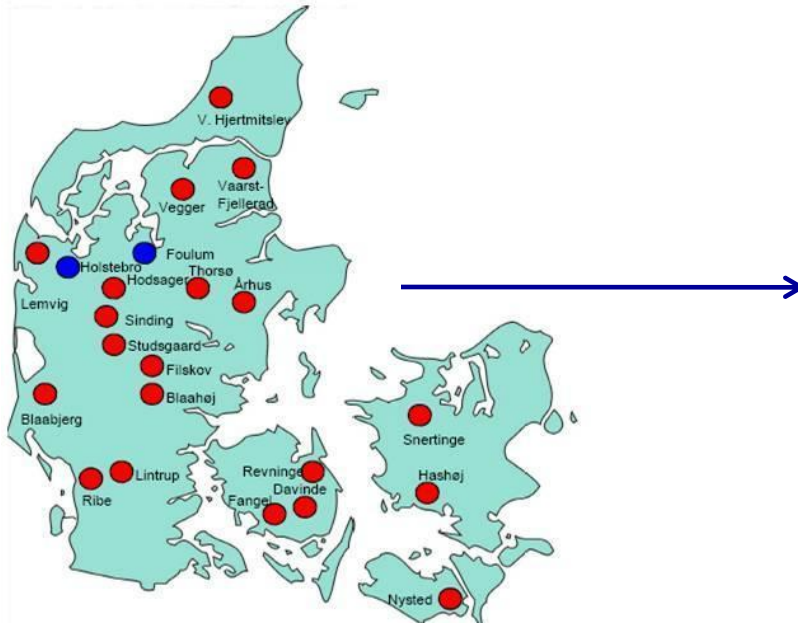 V. Hjertmitslev
Vaarst-
Fjellerad
Vegger
Foulum
Holstebro
Thorsø
Hodsager
Århus
Lemvig
Sinding
Studsgaard
Filskov
Blaahøj
Blaabjerg
Snertinge
Revninge
Hashøj
Lintrup
Davinde
Ribe
Fangel
Nysted